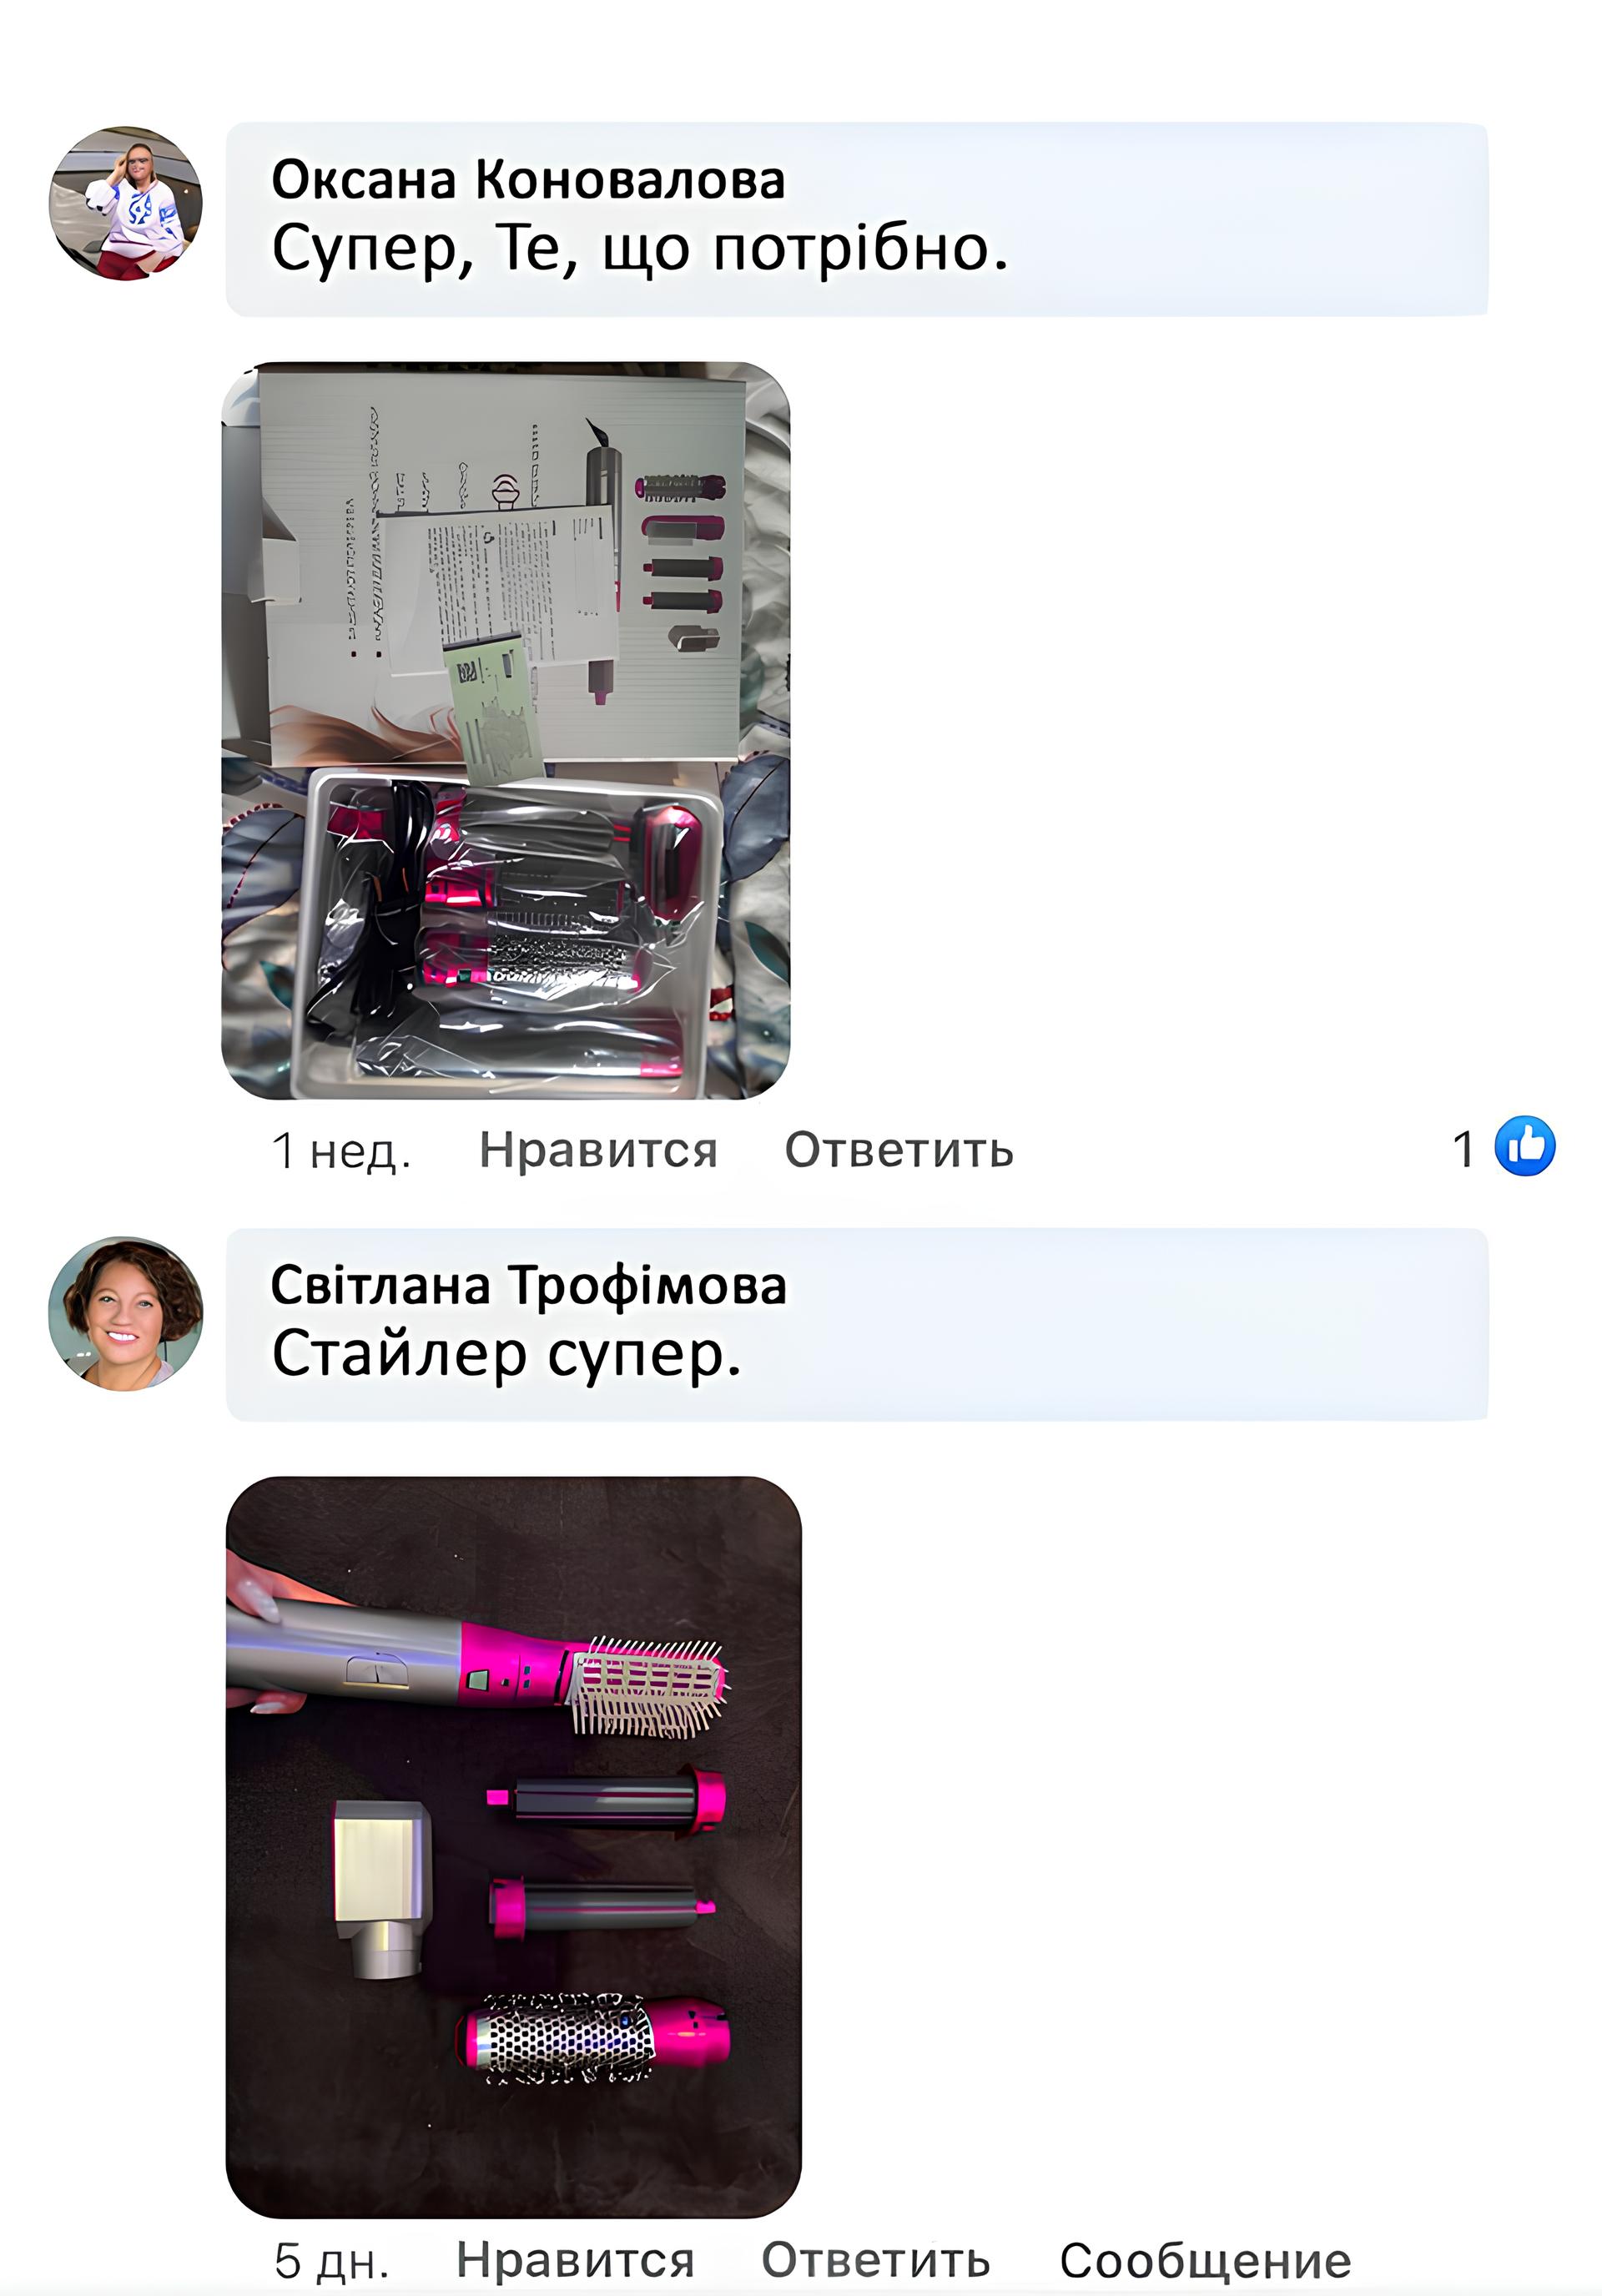 Оксана Коновалова
Супер, Те, що потрібно.
1 нед. Нравится Ответить 1
Світлана Трофімова
Стайлер супер.
5 дн. Нравится Ответить Сообщение